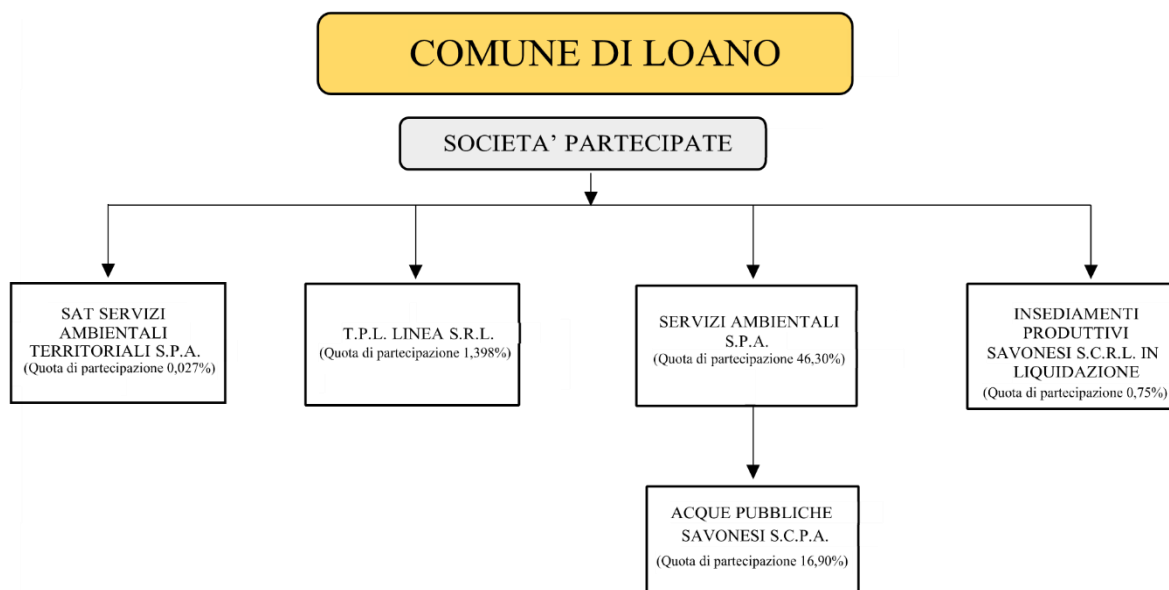 COMUNE DI LOANO
SOCIETA’ PARTECIPATE
SAT SERVIZI
AMBIENTALI
TERRITORIALI S.P.A.
(Quota di partecipazione 0,027%)
T.P.L. LINEA S.R.L.
(Quota di partecipazione 1,398%)
SERVIZI AMBIENTALI
S.P.A.
(Quota di partecipazione 46,30%)
INSEDIAMENTI
PRODUTTIVI
SAVONESI S.C.R.L. IN
LIQUIDAZIONE
(Quota di partecipazione 0,75%)
ACQUE PUBBLICHE
SAVONESI S.C.P.A.
(Quota di partecipazione 16,90%)